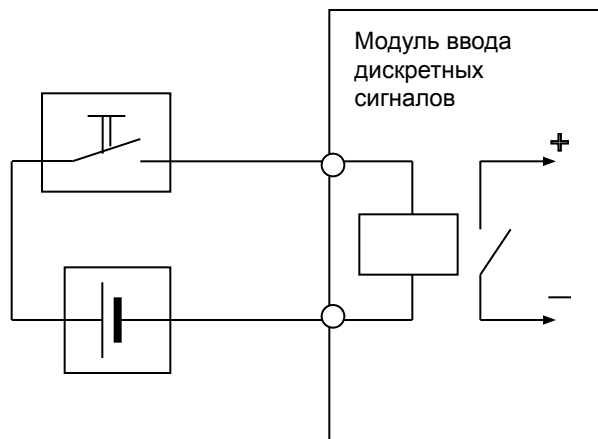 Модуль ввода
дискретных
сигналов
+
—